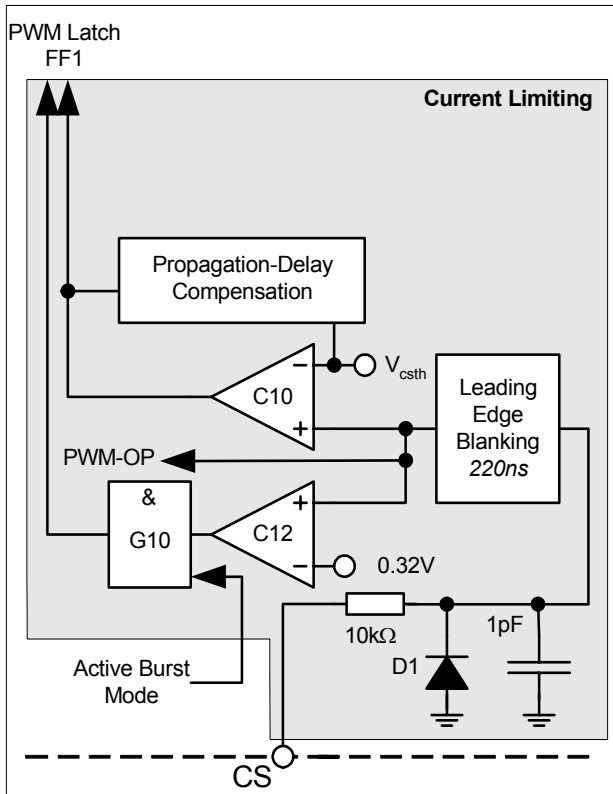 PWM Latch
FF1
Current Limiting
Propagation-Delay
Compensation
V_csth
C10
Leading
Edge
Blanking
220ns
PWM-OP
&
G10
C12
0.32V
10kΩ
1pF
D1
Active Burst
Mode
CS